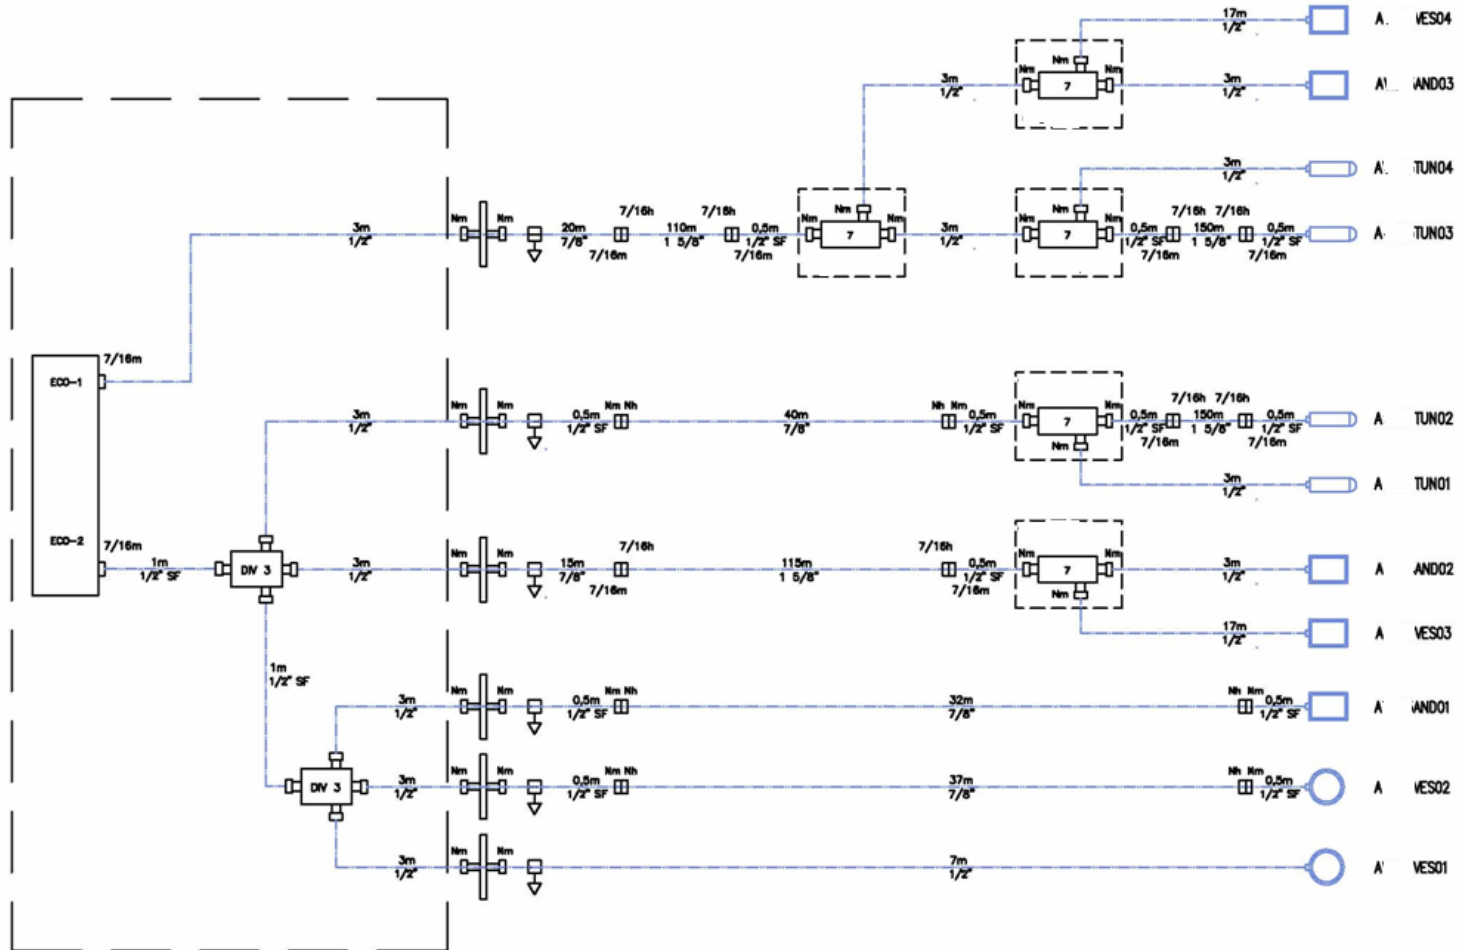 17m
1/2"
A. VES04
Nm
Nm 7 Nm
3m
1/2"
3m
1/2"
A AND03
3m
1/2"
A TUN04
3m
1/2"
Nm Nm
20m
7/8"
7/16h
7/16m
110m
1 5/8"
7/16h
0,5m
1/2" SF
7/16m
Nm
Nm 7 Nm
3m
1/2"
Nm
Nm 7 Nm
0,5m
1/2" SF
7/16h 7/16h
7/16m
150m
1 5/8"
0,5m
1/2" SF
7/16m
A TUN03
7/16m
ECO-1
3m
1/2"
Nm Nm
0,5m
1/2" SF
Nm Nh
40m
7/8"
Nh Nm
0,5m
1/2" SF
Nm 7 Nm
Nm
0,5m
1/2" SF
7/16h 7/16h
7/16m
150m
1 5/8"
0,5m
1/2" SF
7/16m
A TUN02
3m
1/2"
A TUN01
ECO-2
7/16m
1m
1/2" SF
DIV 3
3m
1/2"
Nm Nm
15m
7/8"
7/16h
7/16m
115m
1 5/8"
7/16h
0,5m
1/2" SF
7/16m
Nm 7 Nm
Nm
3m
1/2"
A AND02
17m
1/2"
A VES03
1m
1/2" SF
3m
1/2"
Nm Nm
0,5m
1/2" SF
Nm Nh
32m
7/8"
Nh Nm
0,5m
1/2" SF
A AND01
DIV 3
3m
1/2"
Nm Nm
0,5m
1/2" SF
Nm Nh
37m
7/8"
Nh Nm
0,5m
1/2" SF
A VES02
3m
1/2"
Nm Nm
7m
1/2"
A VES01